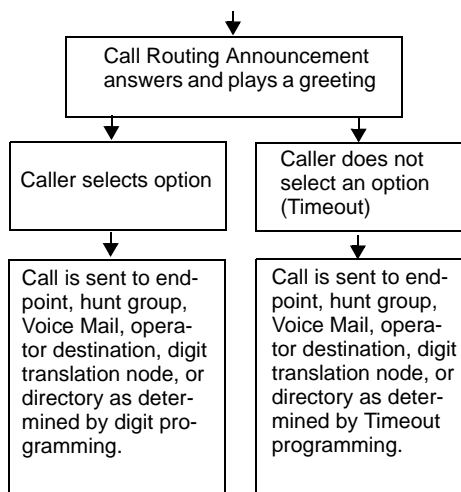 Call Routing Announcement
answers and plays a greeting
Caller selects option
Caller does not
select an option
(Timeout)
Call is sent to end-
point, hunt group,
Voice Mail, opera-
tor destination, digit
translation node, or
directory as deter-
mined by digit pro-
gramming.
Call is sent to end-
point, hunt group,
Voice Mail, opera-
tor destination, digit
translation node, or
directory as deter-
mined by Timeout
programming.